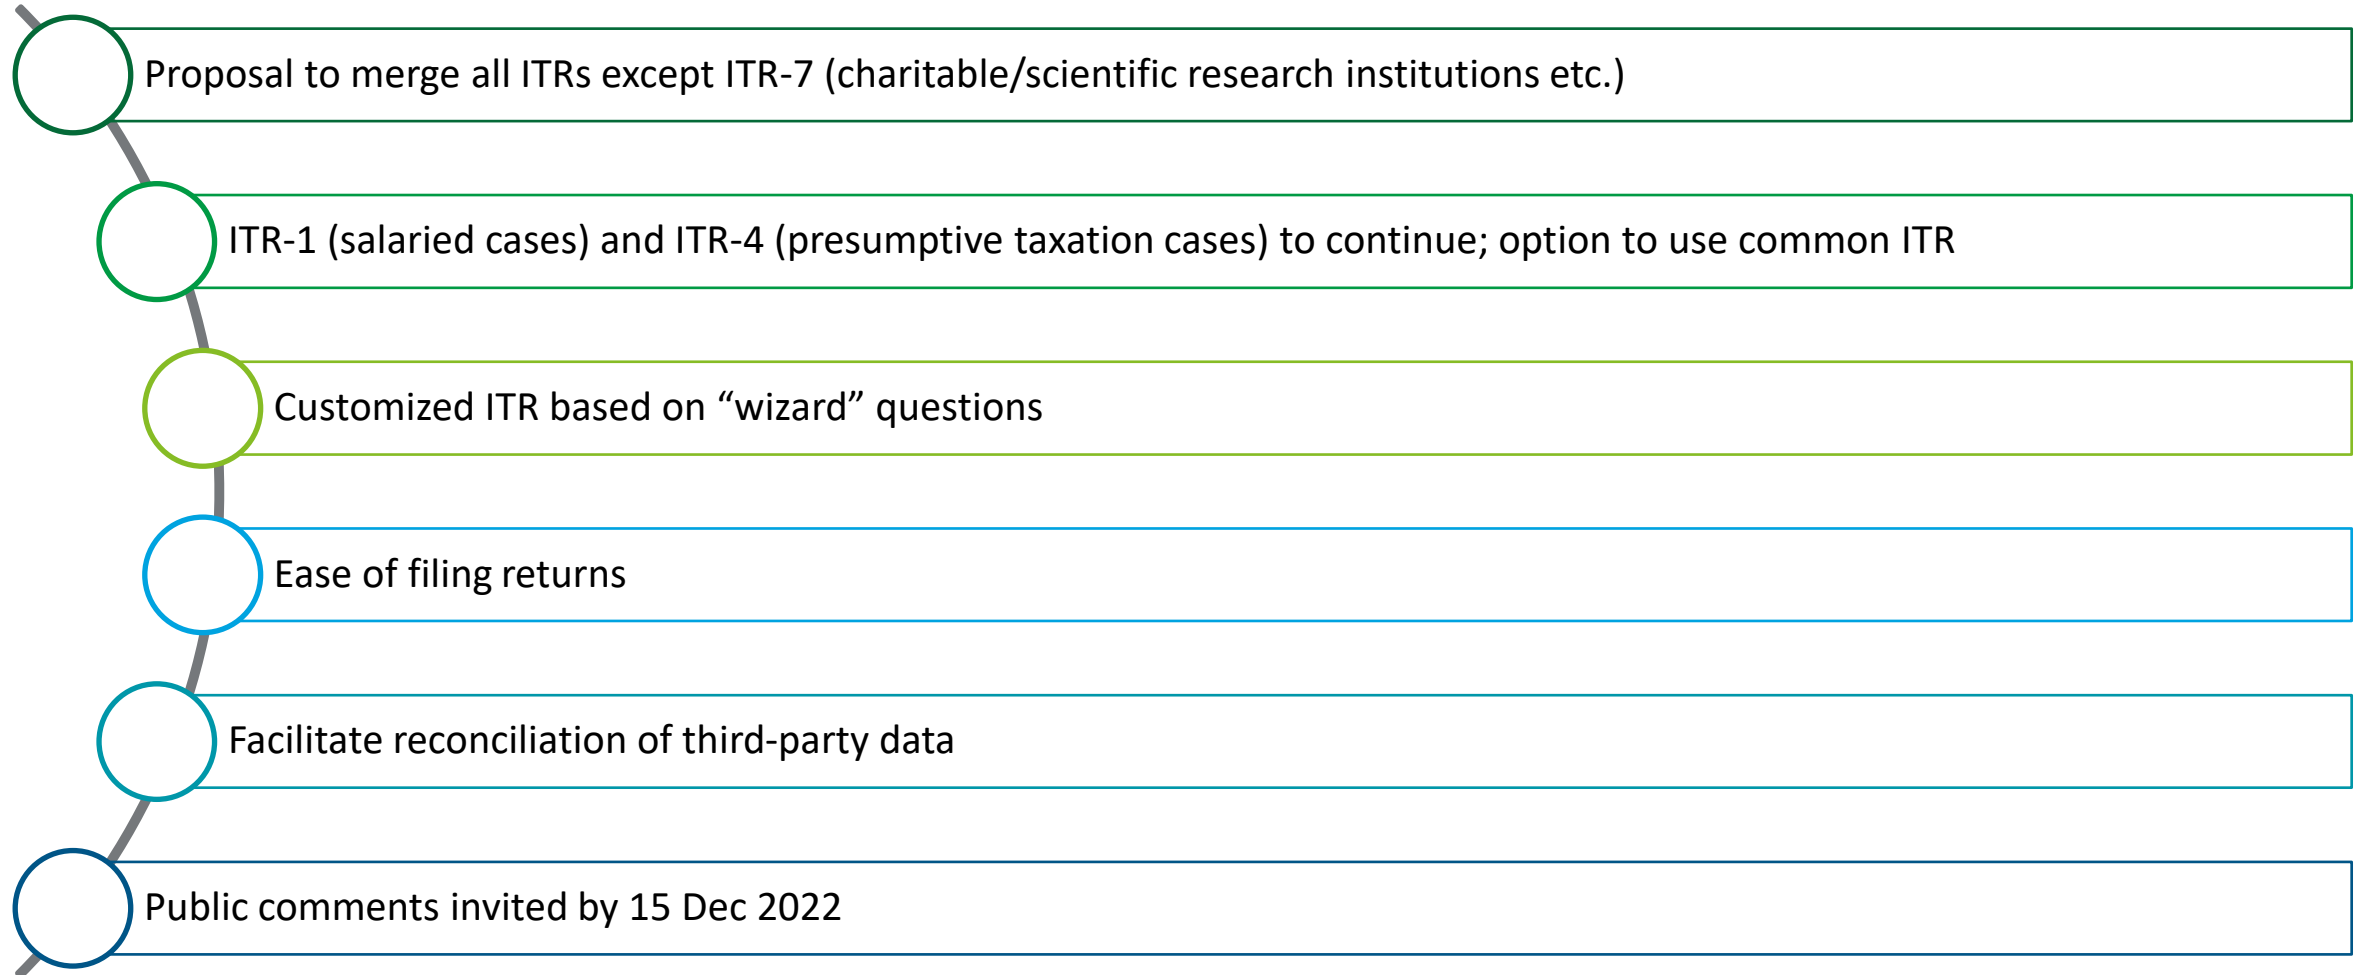 Proposal to merge all ITRs except ITR-7 (charitable/scientific research institutions etc.)
ITR-1 (salaried cases) and ITR-4 (presumptive taxation cases) to continue; option to use common ITR
Customized ITR based on “wizard” questions
Ease of filing returns
Facilitate reconciliation of third-party data
Public comments invited by 15 Dec 2022